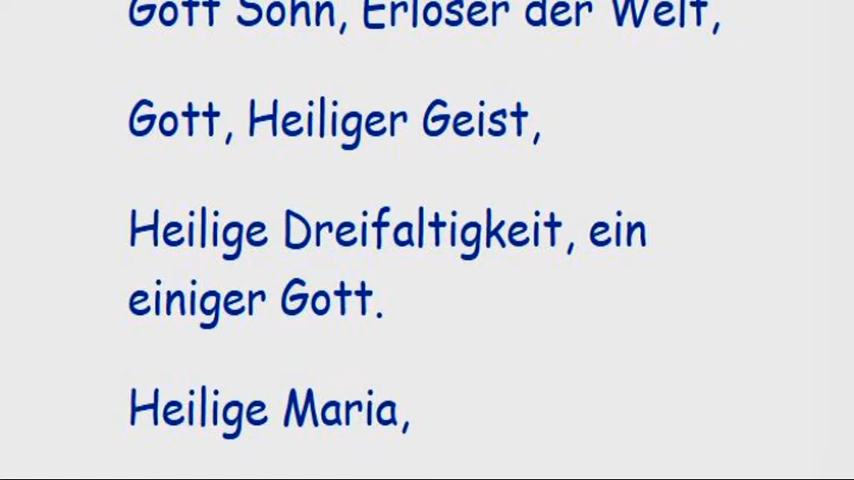 Gott Sohn, Erlöser der Welt,
Gott, Heiliger Geist,
Heilige Dreifaltigkeit, ein
einiger Gott.
Heilige Maria,